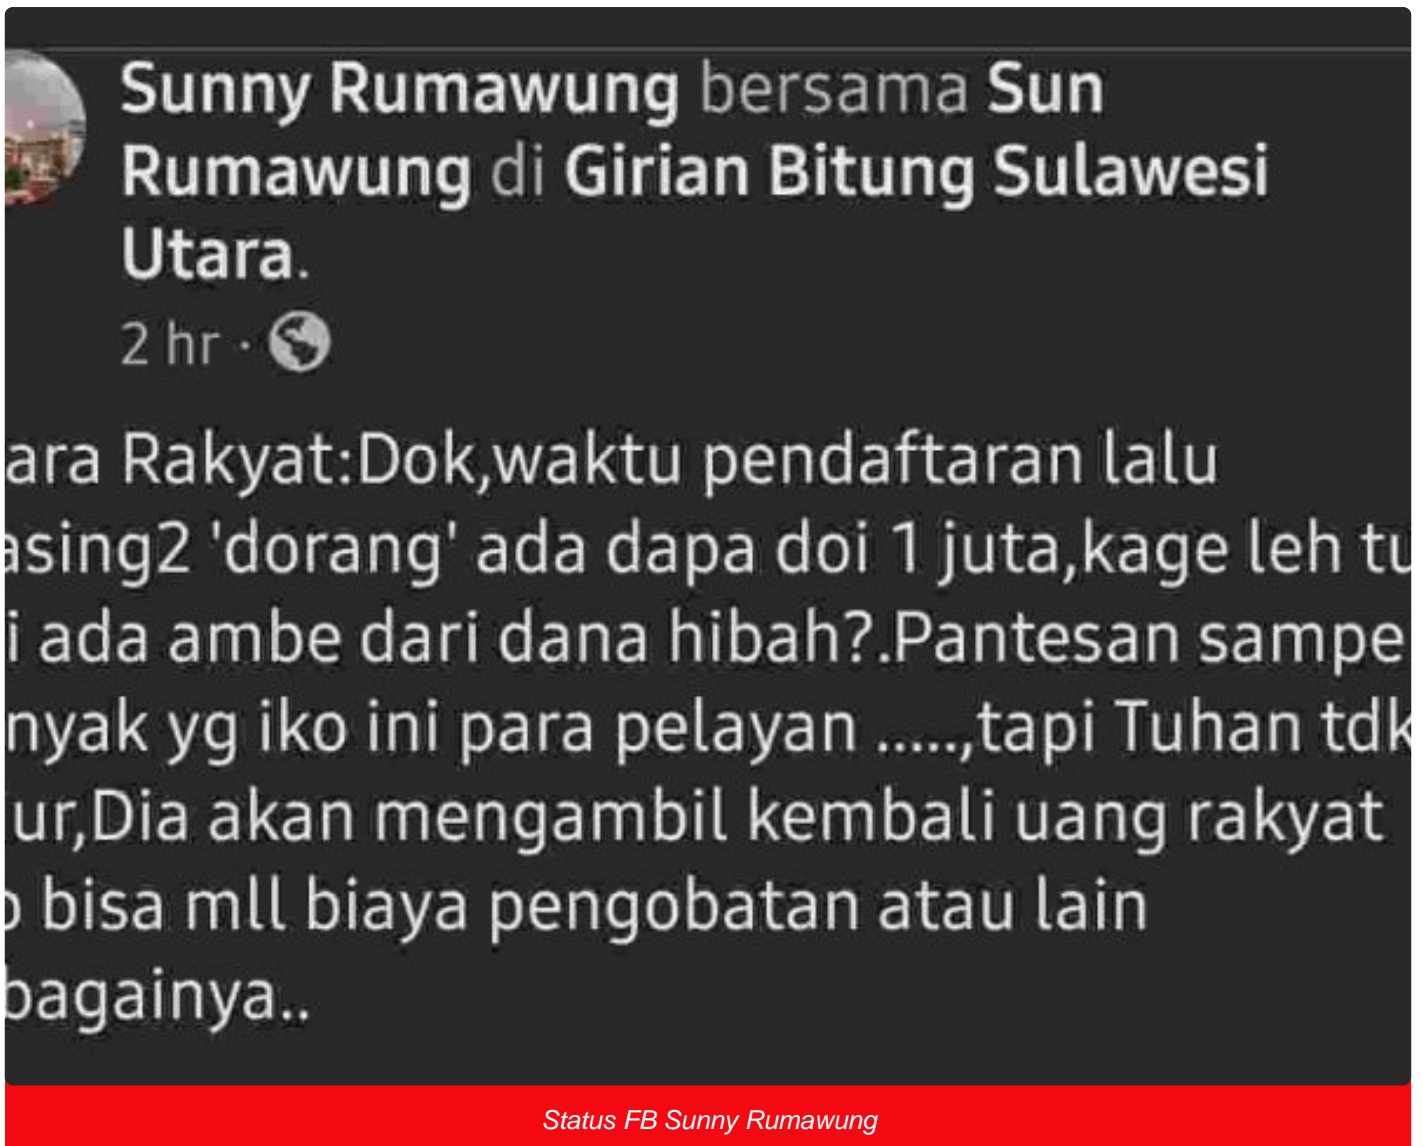 Sunny Rumawung bersama Sun
Rumawung di Girian Bitung Sulawesi
Utara.
2 hr ·
ara Rakyat:Dok,waktu pendaftaran lalu
asing2 'dorang' ada dapa doi 1 juta,kage leh tu
i ada ambe dari dana hibah?.Pantesan sampe
nyak yg iko ini para pelayan .....,tapi Tuhan tdk
ur,Dia akan mengambil kembali uang rakyat
bisa mll biaya pengobatan atau lain
bagainya..
Status FB Sunny Rumawung